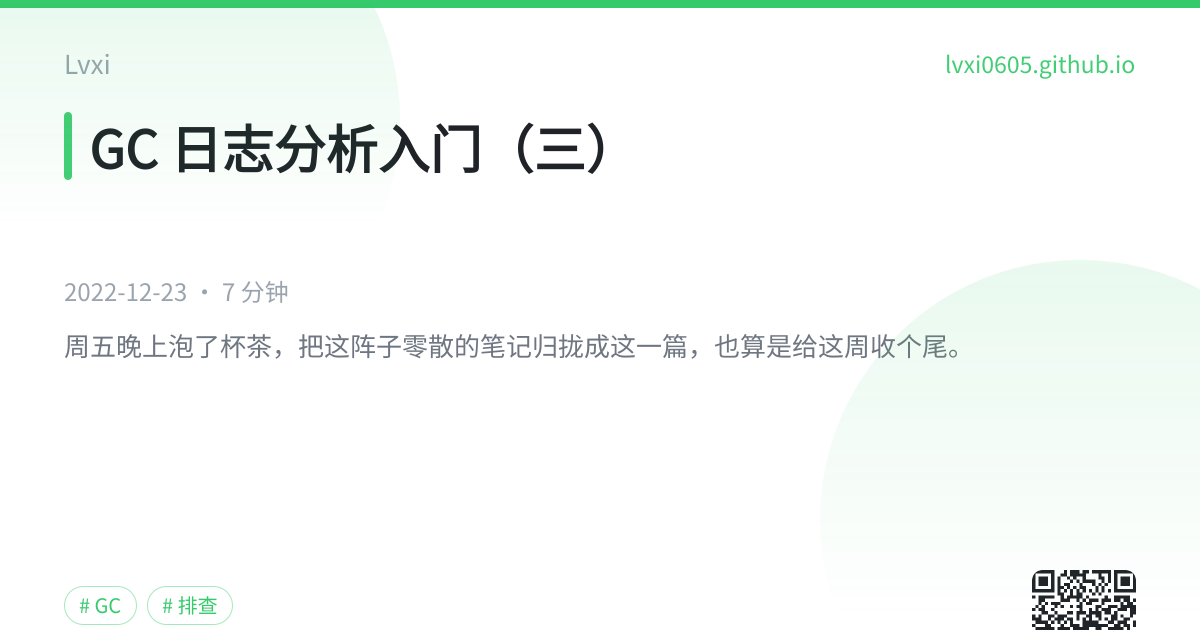 Lvxi
lvxi0605.github.io
GC 日志分析入门（三）
2022-12-23 · 7 分钟
周五晚上泡了杯茶，把这阵子零散的笔记归拢成这一篇，也算是给这周收个尾。
# GC
# 排查